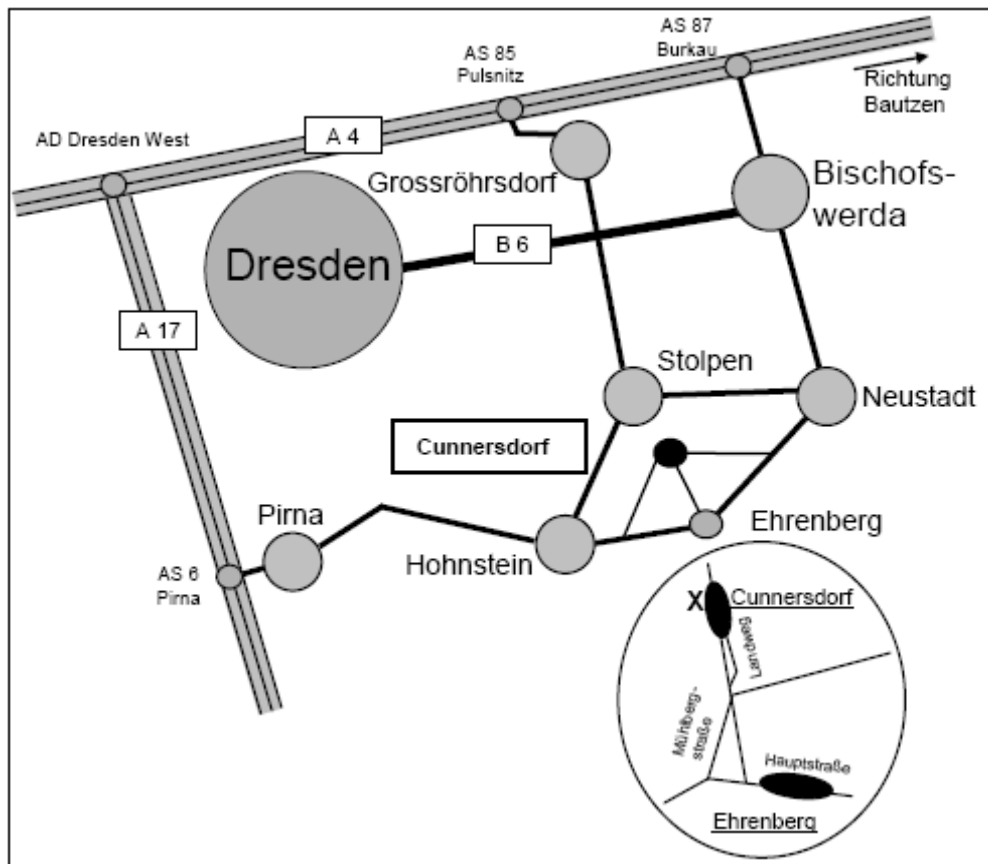 AS 87
Burkau
AS 85
Pulsnitz
Richtung
Bautzen
AD Dresden West
A 4
Grossröhrsdorf
Bischofs-
werda
B 6
Dresden
A 17
Stolpen
Neustadt
Cunnersdorf
Pirna
Ehrenberg
Hohnstein
AS 6
Pirna
X
Cunnersdorf
Landweg
Mühlberg-
straße
Hauptstraße
Ehrenberg